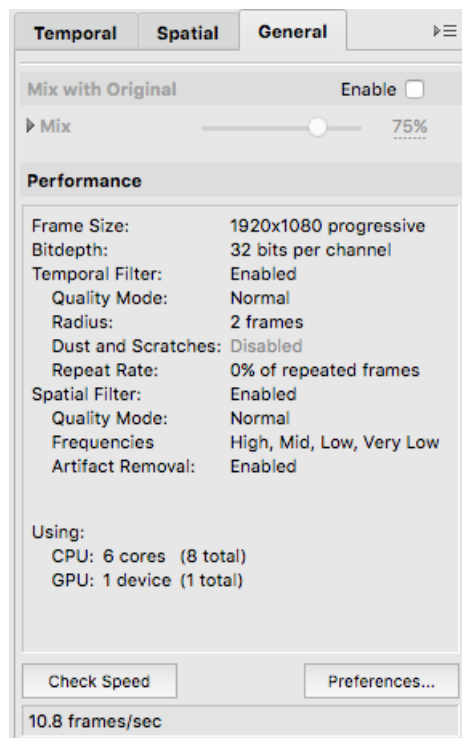 Temporal Spatial General
Mix with Original Enable
Mix 75%
Performance
Frame Size: 1920x1080 progressive
Bitdepth: 32 bits per channel
Temporal Filter: Enabled
Quality Mode: Normal
Radius: 2 frames
Dust and Scratches: Disabled
Repeat Rate: 0% of repeated frames
Spatial Filter: Enabled
Quality Mode: Normal
Frequencies High, Mid, Low, Very Low
Artifact Removal: Enabled
Using:
CPU: 6 cores (8 total)
GPU: 1 device (1 total)
Check Speed Preferences...
10.8 frames/sec